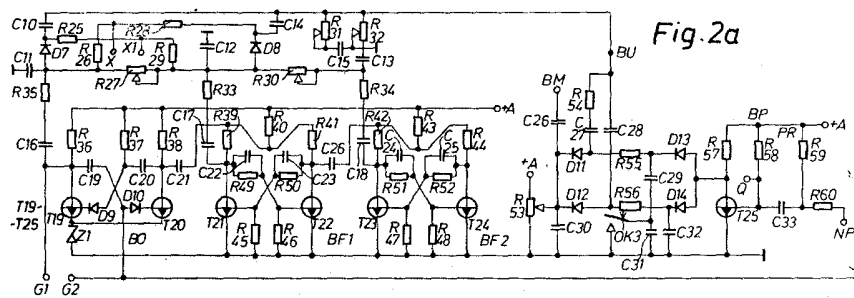 Fig. 2a
C10
R25
R28
C14
R31
R32
D7
R26
X
X1
R29
C12
D8
C15
C13
BU
C11
R27
R30
BM
R35
R33
R34
R54
+A
C17
R39
R40
R41
R42
R43
R44
C26
C27
C28
D13
BP
PR
+A
C16
R36
R37
R38
C18
C24
C25
R57
R58
R59
C19
C20
C21
C22
C23
C26
D11
R55
R49
R50
R51
R52
+A
C29
Q
T19-
-T25
D9
D10
T20
T21
T22
T23
T24
R53
D12
R56
D14
T25
C33
R60
Z1
BO
R45
R46
BF1
R47
R48
BF2
C30
OK3
C31
C32
NP
G1
G2